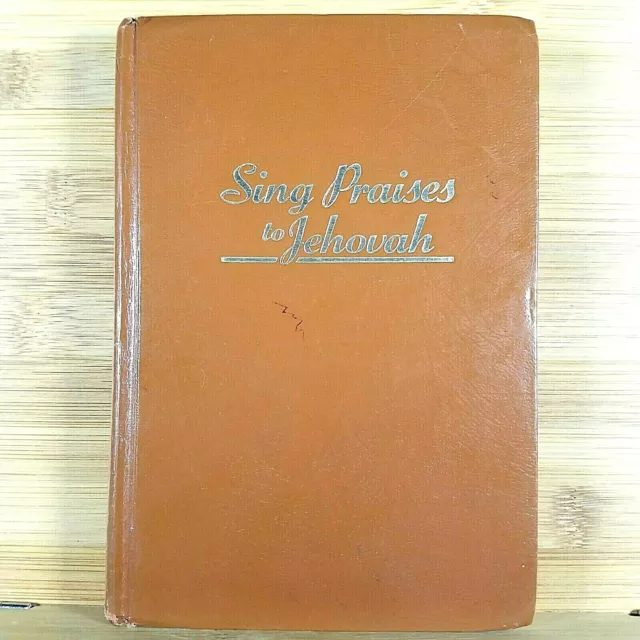 Sing Praises
to Jehovah